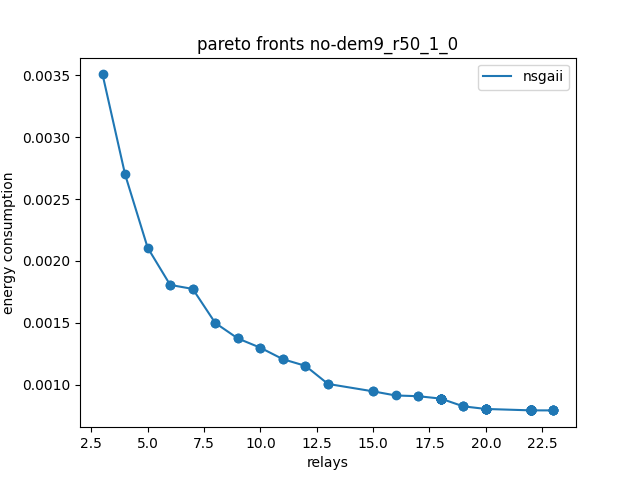 pareto fronts no-dem9_r50_1_0
nsgaii
energy consumption
0.0035
0.0030
0.0025
0.0020
0.0015
0.0010
2.5 5.0 7.5 10.0 12.5 15.0 17.5 20.0 22.5
relays